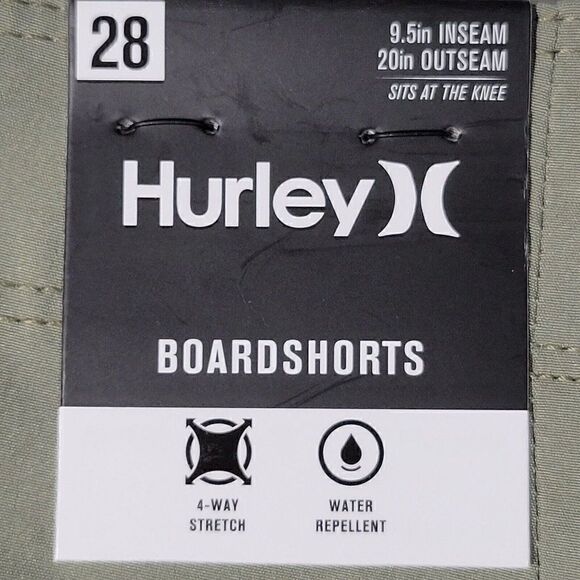 28
9.5in INSEAM
20in OUTSEAM
SITS AT THE KNEE
Hurley
BOARDSHORTS
4-WAY
STRETCH
WATER
REPELLENT